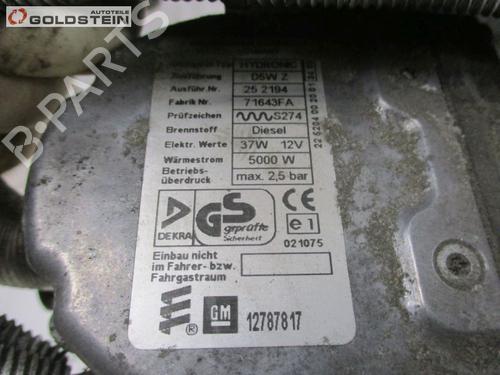 Autoteile
GOLDSTEIN
HYDRONIC
Ausführung D5W Z
Ausführ.Nr. 25 2194
Fabrik Nr. 71643FA
Prüfzeichen S274
Brennstoff Diesel
Elektr. Werte 37W 12V
Wärmestrom 5000 W
Betriebs-
überdruck max. 2,5 bar
DEKRA
GS
geprüfte
Sicherheit
CE
e1
021075
Einbau nicht
im Fahrer- bzw.
Fahrgastraum
® GM 12787817